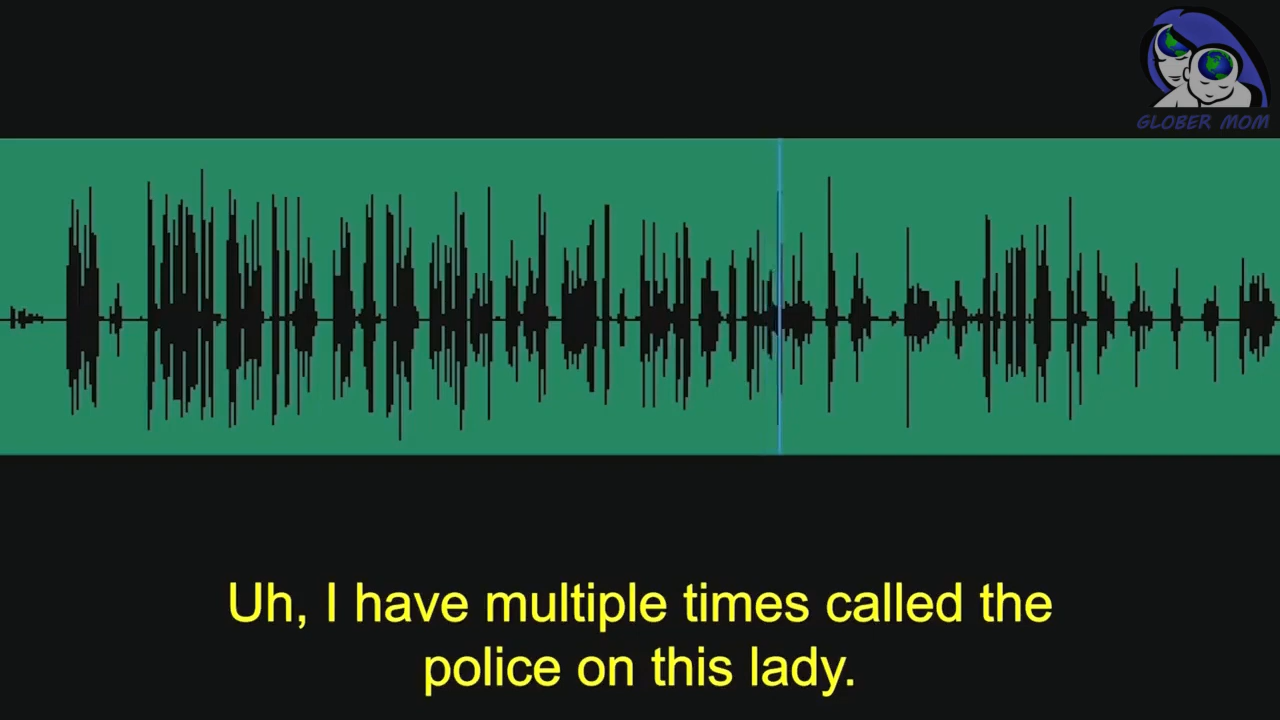 GLOBER MOM
Uh, I have multiple times called the
police on this lady.